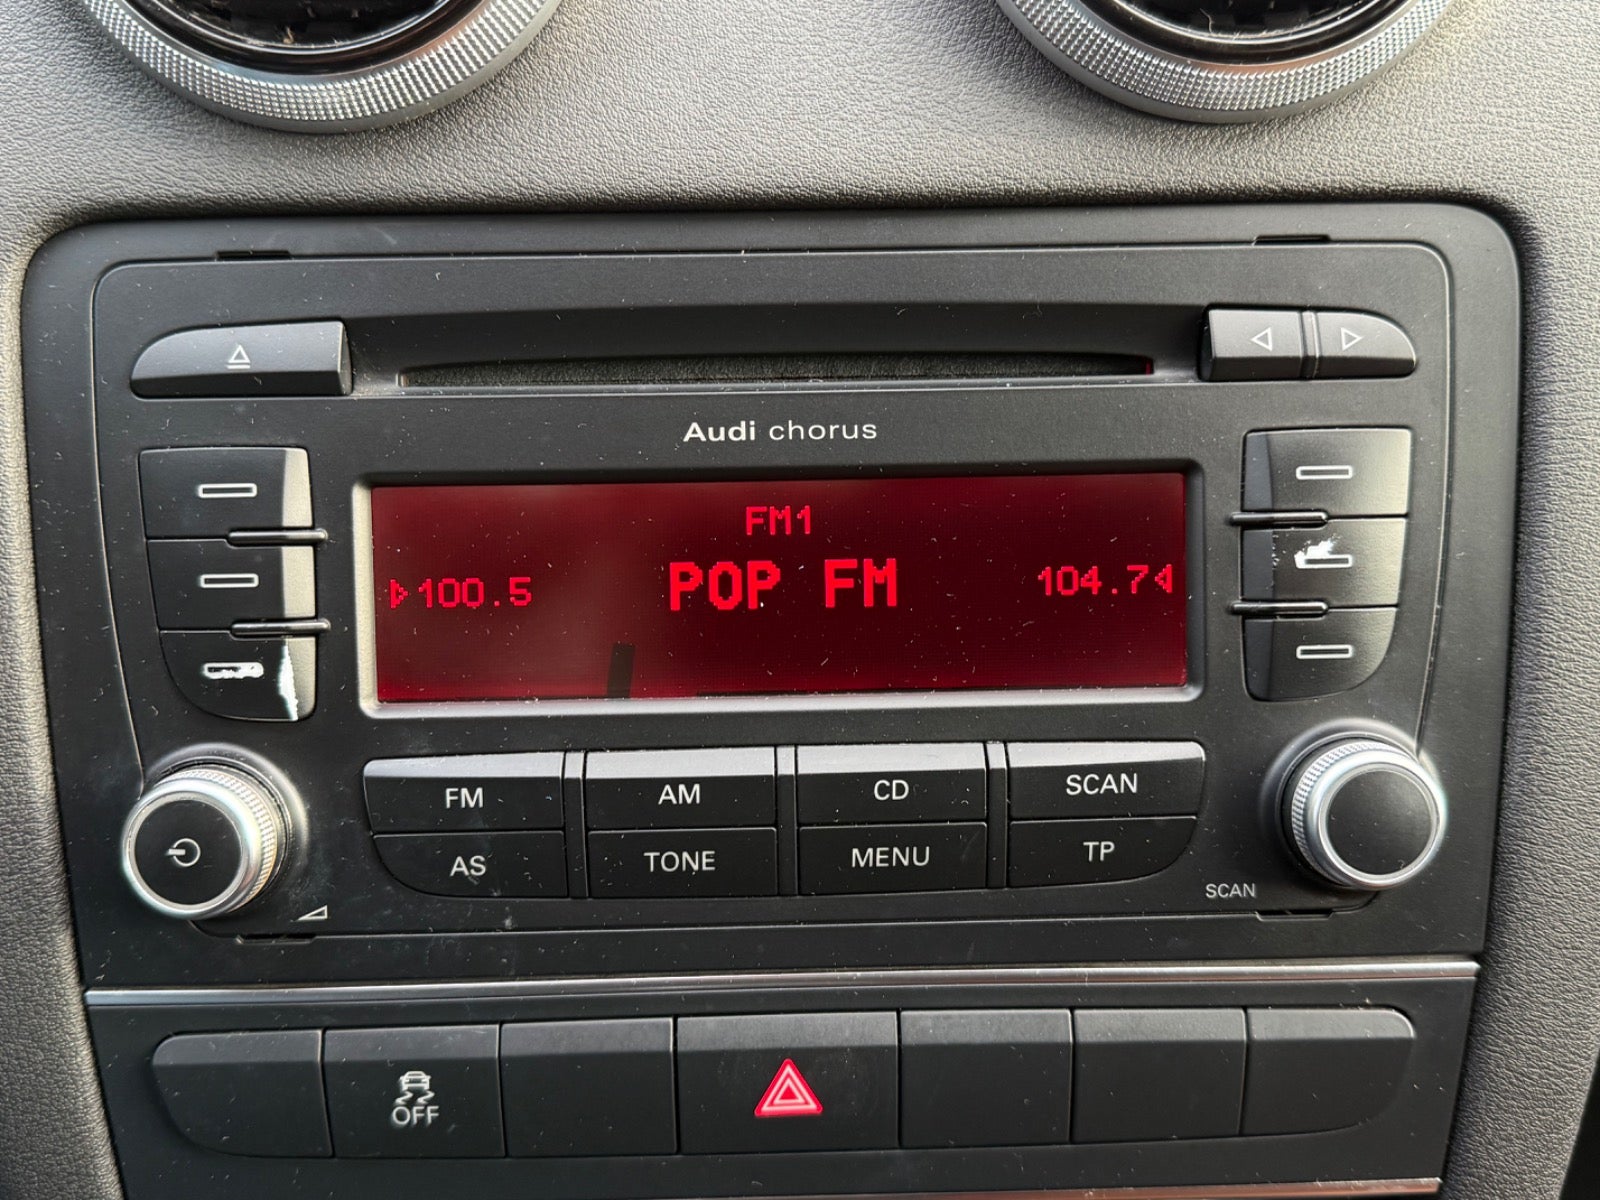 Audi chorus
FM1
100.5 POP FM 104.7
FM AM CD SCAN
AS TONE MENU TP
SCAN
OFF